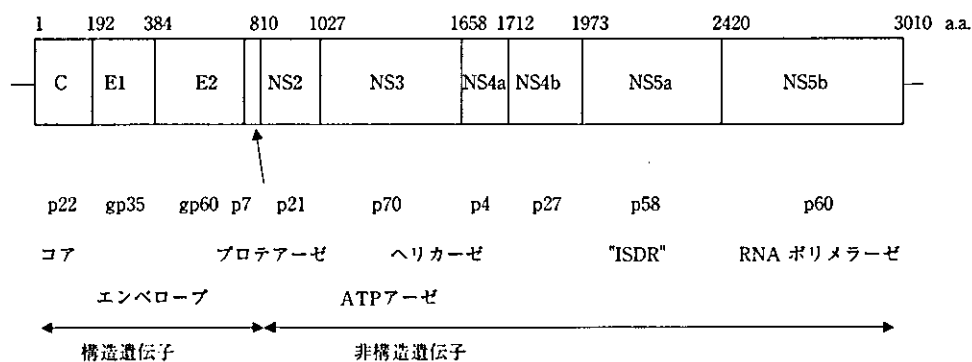 1 192 384 810 1027 1658 1712 1973 2420 3010 a.a.
C E1 E2 NS2 NS3 NS4a NS4b NS5a NS5b
p22 gp35 gp60 p7 p21 p70 p4 p27 p58 p60
コア プロテアーゼ ヘリカーゼ "ISDR" RNA ポリメラーゼ
エンベロープ ATPアーゼ
構造遺伝子 非構造遺伝子